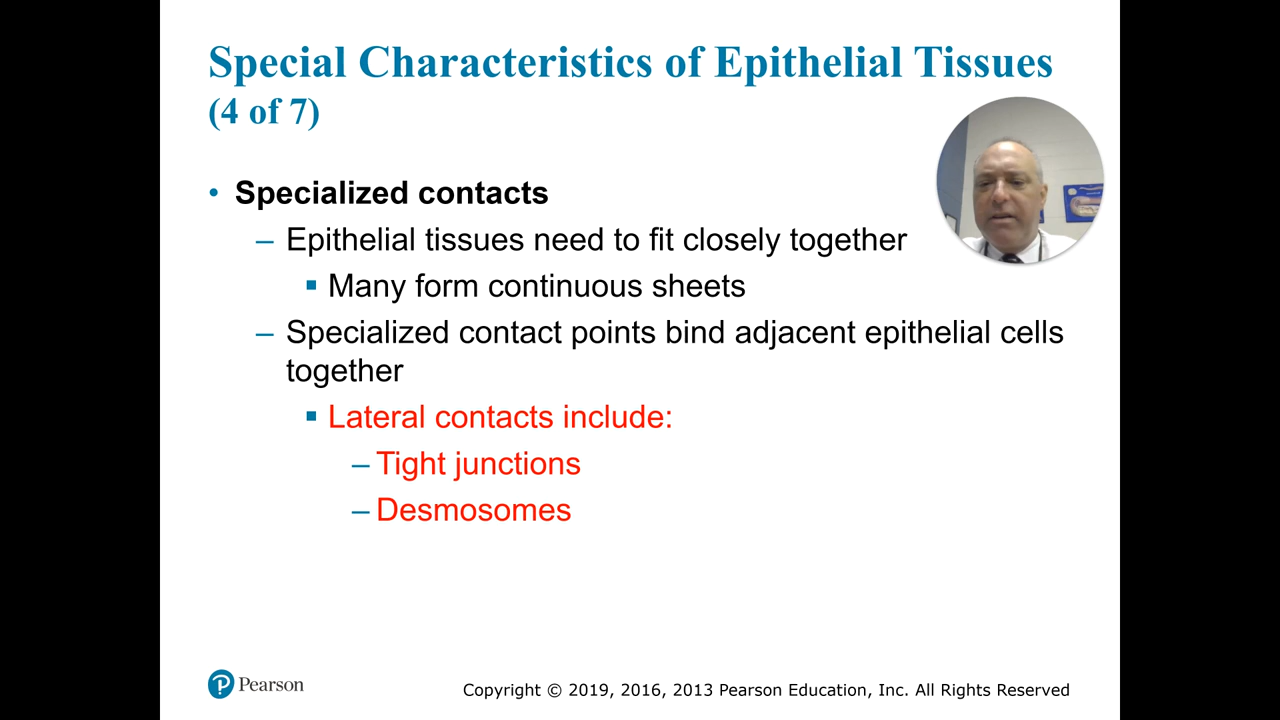 Special Characteristics of Epithelial Tissues
(4 of 7)
• Specialized contacts
– Epithelial tissues need to fit closely together
▪ Many form continuous sheets
– Specialized contact points bind adjacent epithelial cells
together
▪ Lateral contacts include:
– Tight junctions
– Desmosomes
P Pearson
Copyright © 2019, 2016, 2013 Pearson Education, Inc. All Rights Reserved